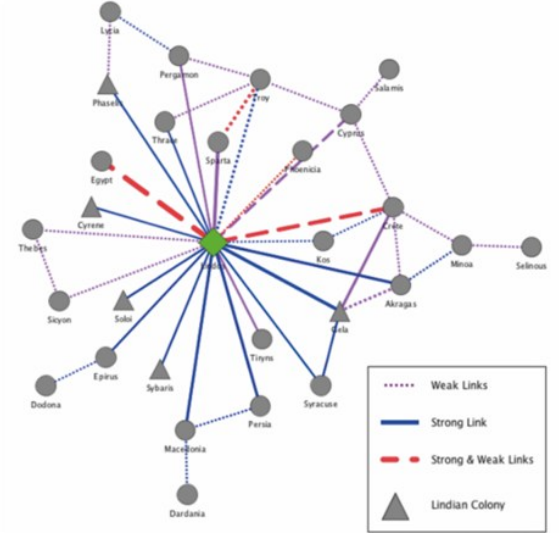 Lycia
Pergamon
Troy
Salamis
Phaselis
Cyprus
Thrace
Sparta
Phoenicia
Egypt
Cyrene
Crete
Thebes
Kos
Minoa
Selinous
Sicyon
Soloi
Akragas
Gela
Tiryns
Epirus
Sybaris
Dodona
Syracuse
Persia
Macedonia
Dardania
Weak Links
Strong Link
Strong & Weak Links
Lindian Colony